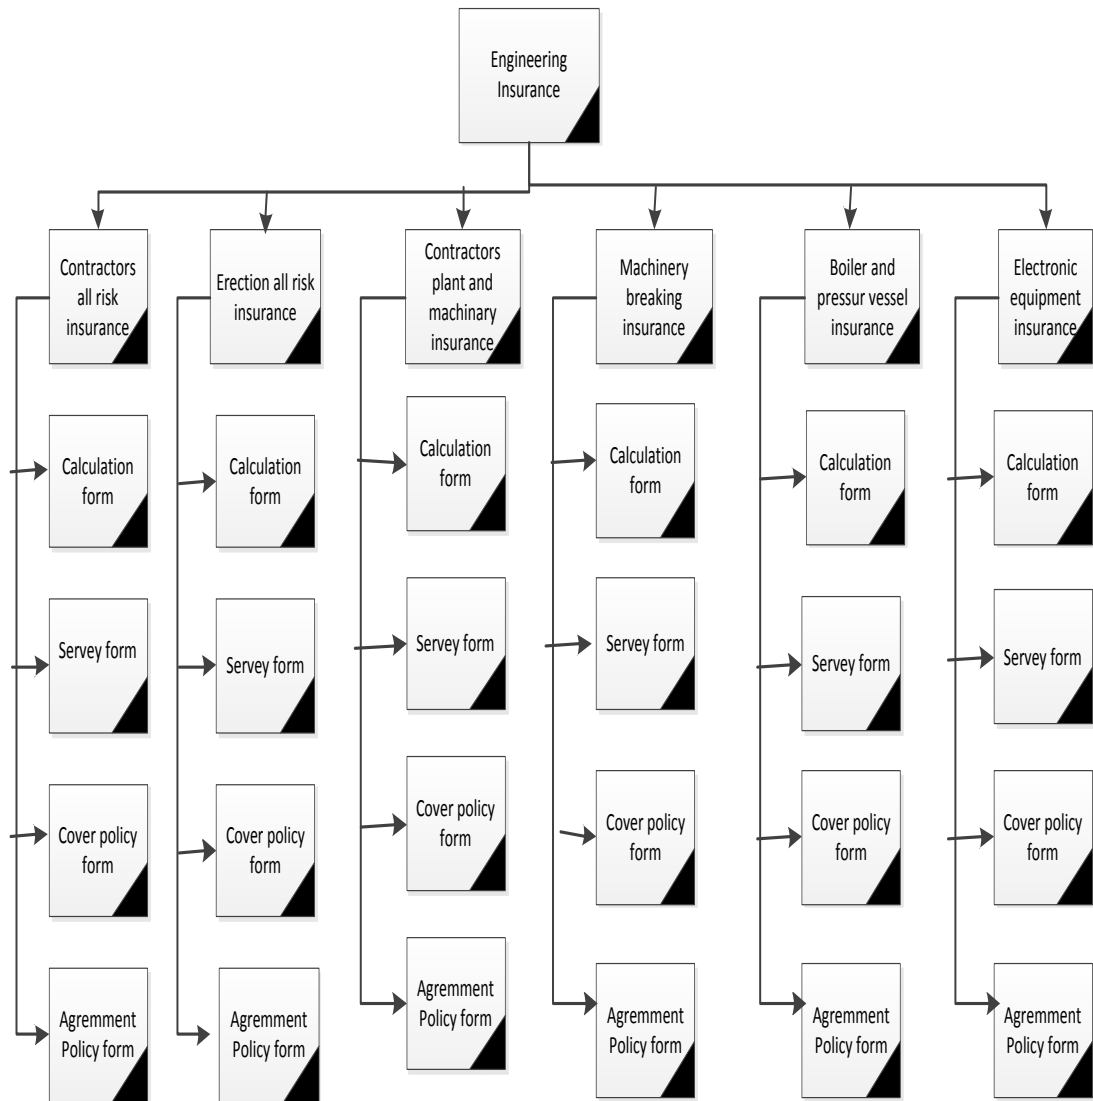 Engineering
Insurance
Contractors
all risk
insurance
Erection all risk
insurance
Contractors
plant and
machinary
insurance
Machinery
breaking
insurance
Boiler and
pressur vessel
insurance
Electronic
equipment
insurance
Calculation
form
Calculation
form
Calculation
form
Calculation
form
Calculation
form
Calculation
form
Servey form
Servey form
Servey form
Servey form
Servey form
Servey form
Cover policy
form
Cover policy
form
Cover policy
form
Cover policy
form
Cover policy
form
Cover policy
form
Agremment
Policy form
Agremment
Policy form
Agremment
Policy form
Agremment
Policy form
Agremment
Policy form
Agremment
Policy form